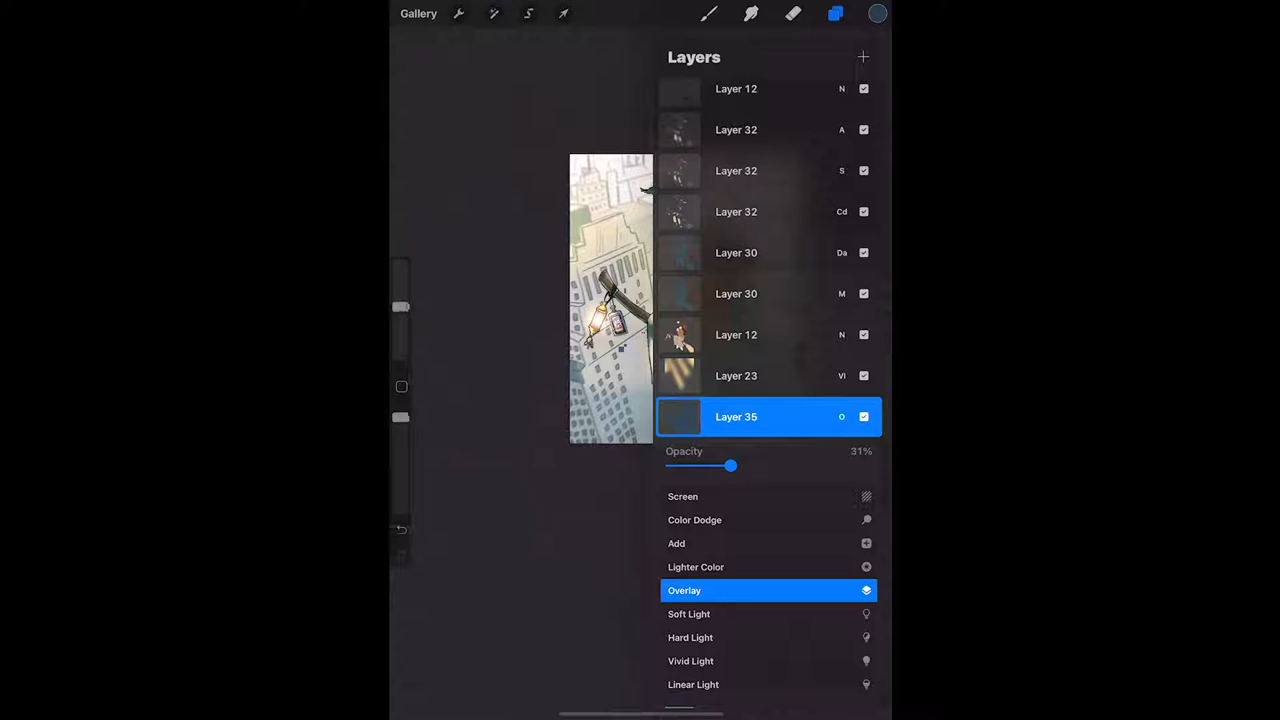 Gallery
Layers
Layer 12 N
Layer 32 A
Layer 32 S
Layer 32 Cd
Layer 30 Da
Layer 30 M
Layer 12 N
Layer 23 Vl
Layer 35 O
Opacity 31%
Screen
Color Dodge
Add
Lighter Color
Overlay
Soft Light
Hard Light
Vivid Light
Linear Light